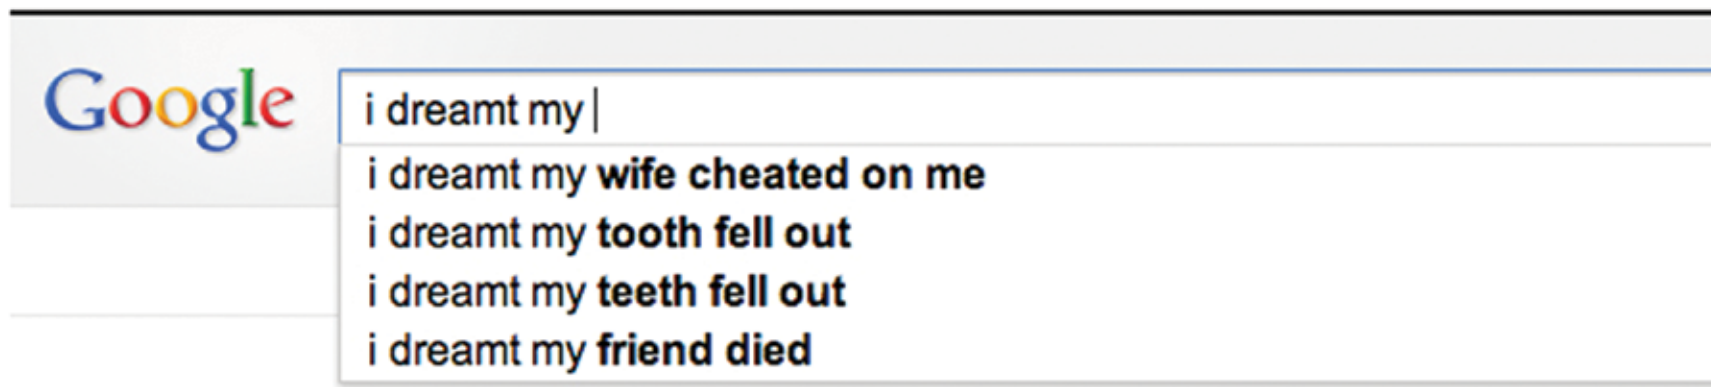 Google
i dreamt my
i dreamt my wife cheated on me
i dreamt my tooth fell out
i dreamt my teeth fell out
i dreamt my friend died